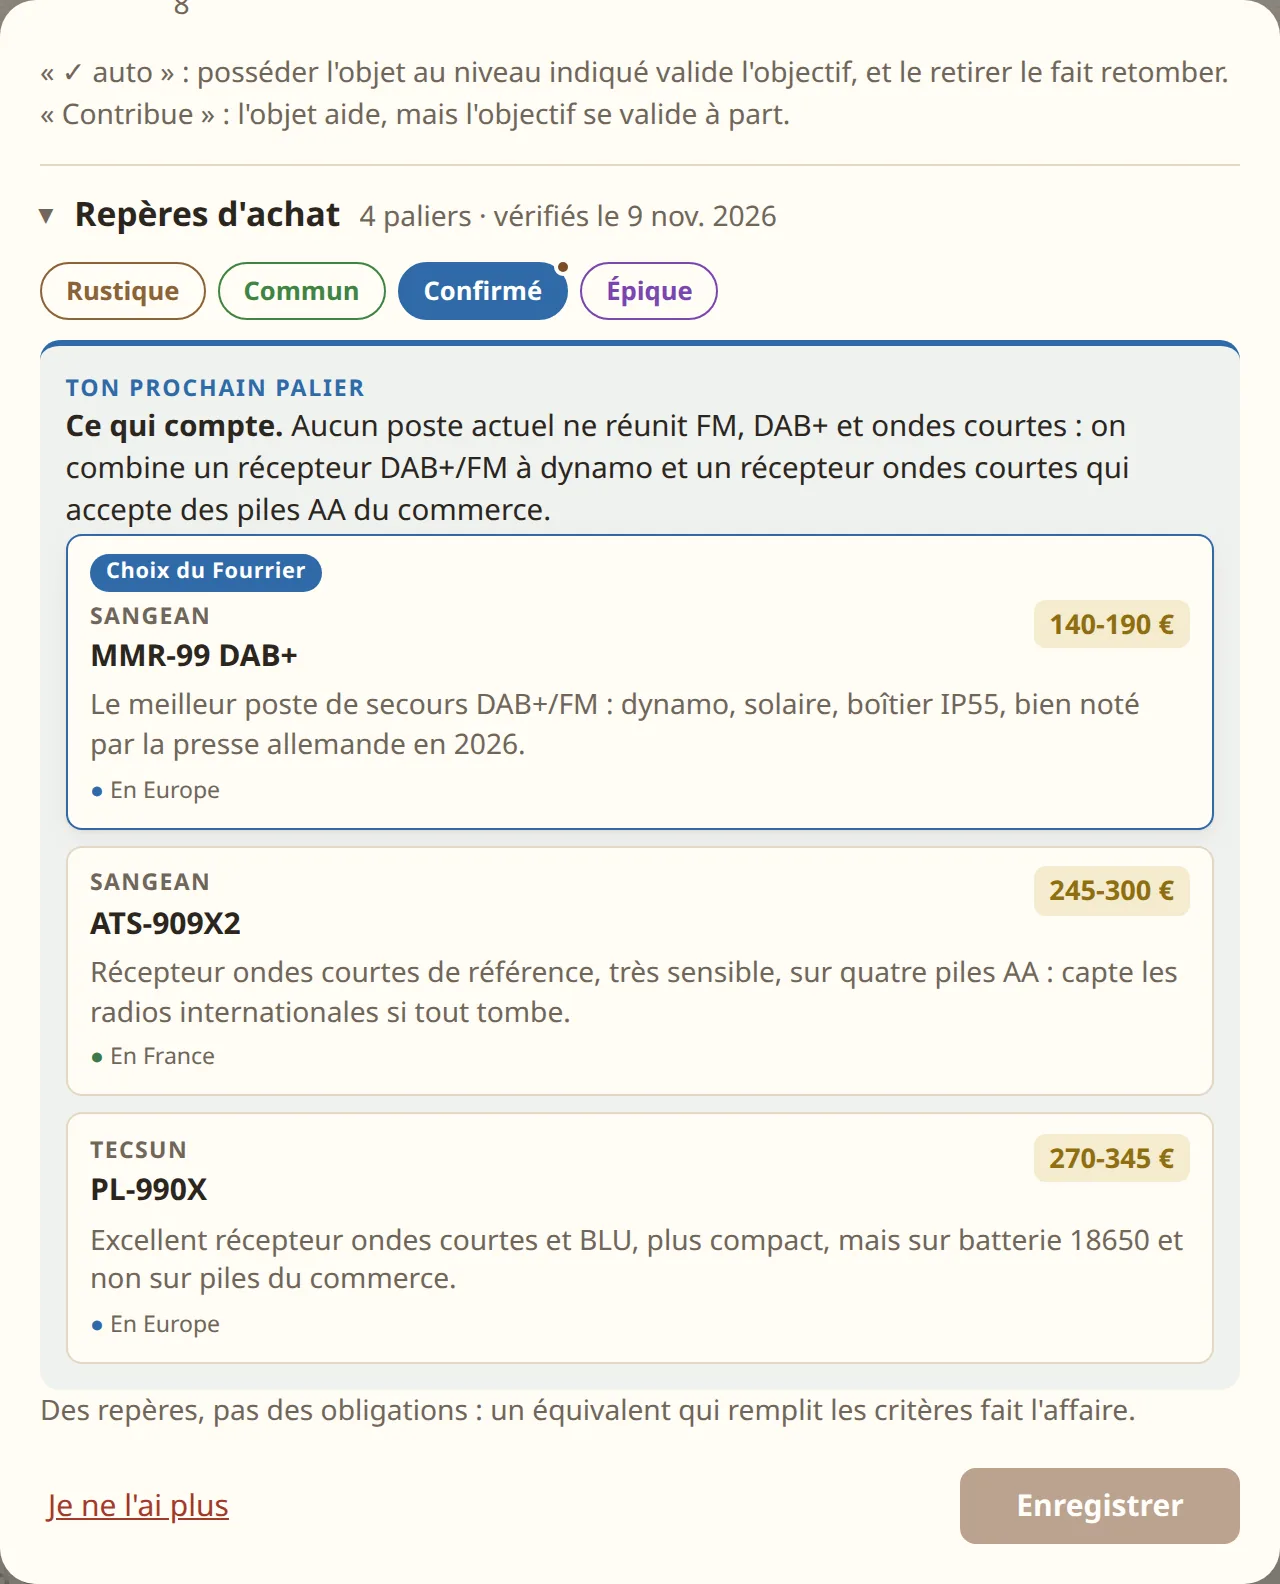 8
« ✓ auto » : posséder l'objet au niveau indiqué valide l'objectif, et le retirer le fait retomber.
« Contribue » : l'objet aide, mais l'objectif se valide à part.
▼ Repères d'achat 4 paliers · vérifiés le 9 nov. 2026
Rustique Commun Confirmé Épique
TON PROCHAIN PALIER
Ce qui compte. Aucun poste actuel ne réunit FM, DAB+ et ondes courtes : on
combine un récepteur DAB+/FM à dynamo et un récepteur ondes courtes qui
accepte des piles AA du commerce.
Choix du Fourrier
SANGEAN
140-190 €
MMR-99 DAB+
Le meilleur poste de secours DAB+/FM : dynamo, solaire, boîtier IP55, bien noté
par la presse allemande en 2026.
● En Europe
SANGEAN
245-300 €
ATS-909X2
Récepteur ondes courtes de référence, très sensible, sur quatre piles AA : capte les
radios internationales si tout tombe.
● En France
TECSUN
270-345 €
PL-990X
Excellent récepteur ondes courtes et BLU, plus compact, mais sur batterie 18650 et
non sur piles du commerce.
● En Europe
Des repères, pas des obligations : un équivalent qui remplit les critères fait l'affaire.
Je ne l'ai plus
Enregistrer